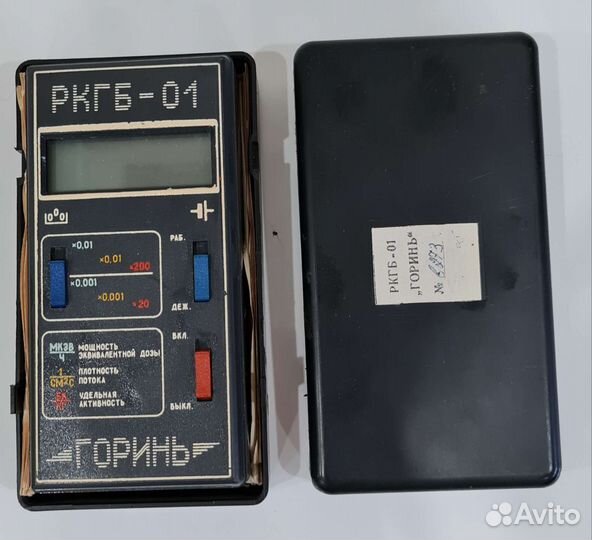 РКГБ-01
×0,01
×0.01
×200
×0.001
×0.001
×20
РАБ.
ДЕЖ.
ВКЛ.
ВЫКЛ.
МКЗВ/Ч МОЩНОСТЬ
ЭКВИВАЛЕНТНОЙ ДОЗЫ
1/СМ²С ПЛОТНОСТЬ
ПОТОКА
УДЕЛЬНАЯ
АКТИВНОСТЬ
ГОРИНЬ
РКГБ-01
„ГОРИНЬ"
№
Avito